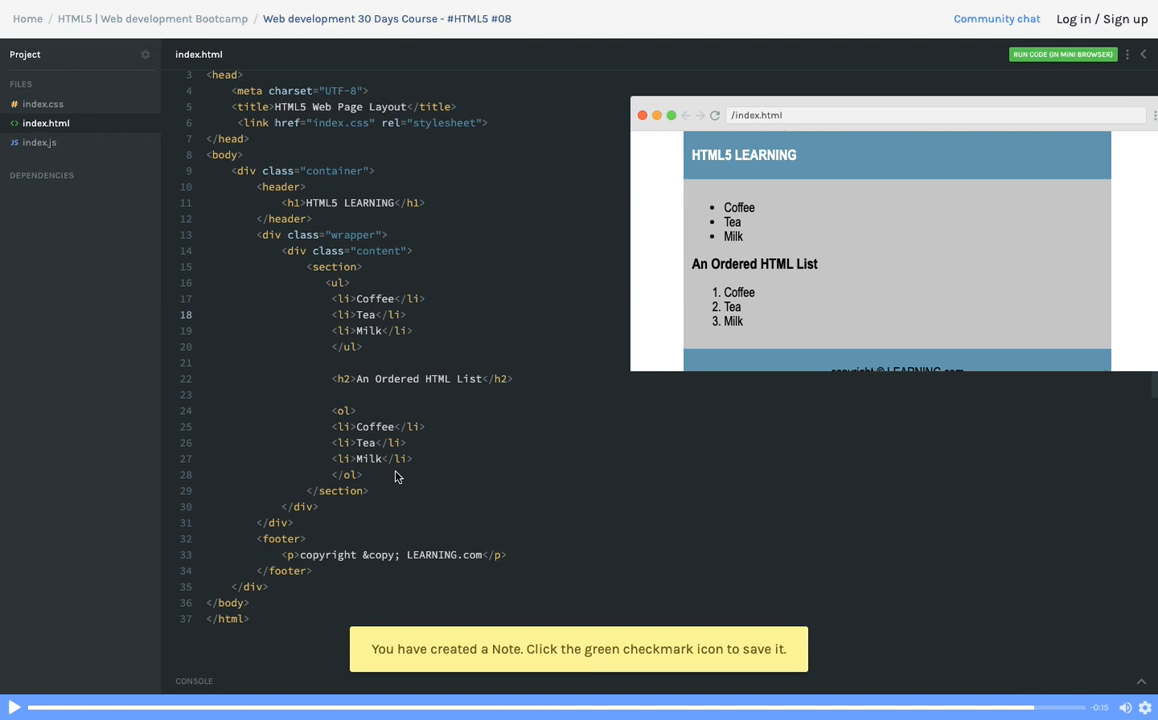 Home / HTML5 | Web development Bootcamp / Web development 30 Days Course - #HTML5 #08
Community chat Log in / Sign up
Project
index.html
RUN CODE (IN MINI BROWSER)
FILES
# index.css
<> index.html
JS index.js
DEPENDENCIES
3 <head>
4 <meta charset="UTF-8">
5 <title>HTML5 Web Page Layout</title>
6 <link href="index.css" rel="stylesheet">
7 </head>
8 <body>
9 <div class="container">
10 <header>
11 <h1>HTML5 LEARNING</h1>
12 </header>
13 <div class="wrapper">
14 <div class="content">
15 <section>
16 <ul>
17 <li>Coffee</li>
18 <li>Tea</li>
19 <li>Milk</li>
20 </ul>
21
22 <h2>An Ordered HTML List</h2>
23
24 <ol>
25 <li>Coffee</li>
26 <li>Tea</li>
27 <li>Milk</li>
28 </ol>
29 </section>
30 </div>
31 </div>
32 <footer>
33 <p>copyright &copy; LEARNING.com</p>
34 </footer>
35 </div>
36 </body>
37 </html>
/index.html
HTML5 LEARNING
• Coffee
• Tea
• Milk
An Ordered HTML List
1. Coffee
2. Tea
3. Milk
copyright © LEARNING.com
You have created a Note. Click the green checkmark icon to save it.
CONSOLE
-0:15